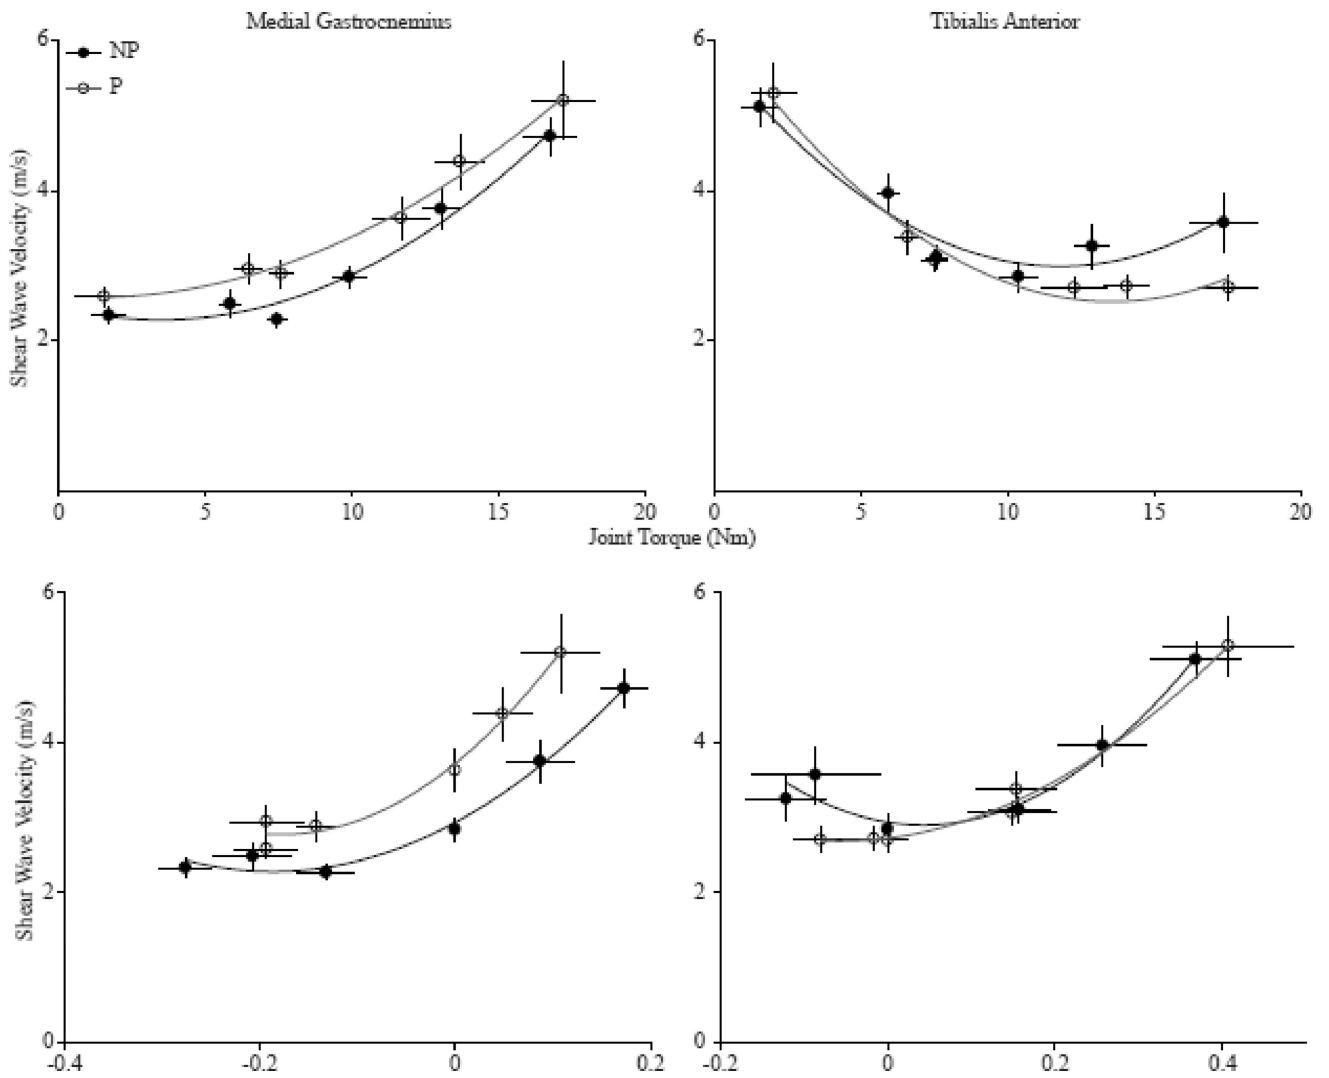 Medial Gastrocnemius
Tibialis Anterior
6
NP
P
4
2
Shear Wave Velocity (m/s)
0 5 10 15 20
6
4
2
0 5 10 15 20
Joint Torque (Nm)
6
4
2
0
Shear Wave Velocity (m/s)
-0.4 -0.2 0 0.2
6
4
2
0
-0.2 0 0.2 0.4